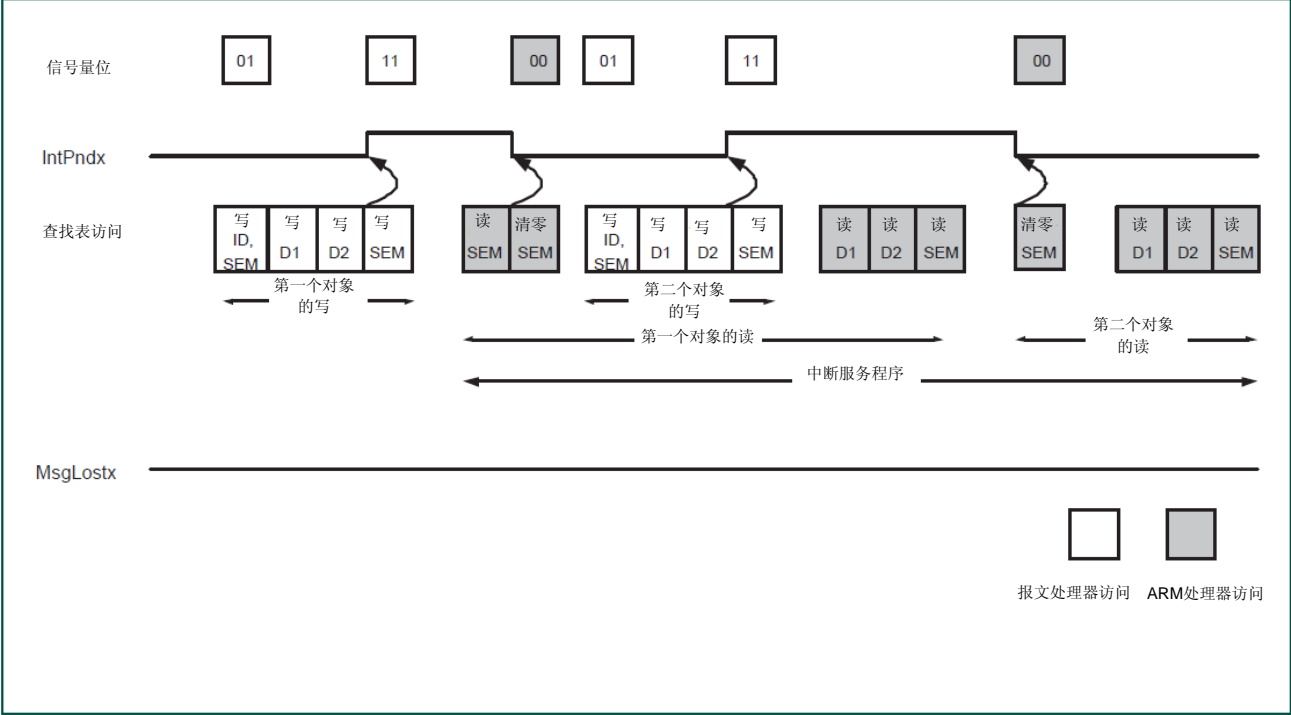 信号量位
01
11
00
01
11
00
IntPndx
查找表访问
写
ID,
SEM
写
D1
写
D2
写
SEM
读
SEM
清零
SEM
写
ID,
SEM
写
D1
写
D2
写
SEM
读
D1
读
D2
读
SEM
清零
SEM
读
D1
读
D2
读
SEM
第一个对象
的写
第二个对象
的写
第一个对象的读
第二个对象
的读
中断服务程序
MsgLostx
报文处理器访问
ARM处理器访问